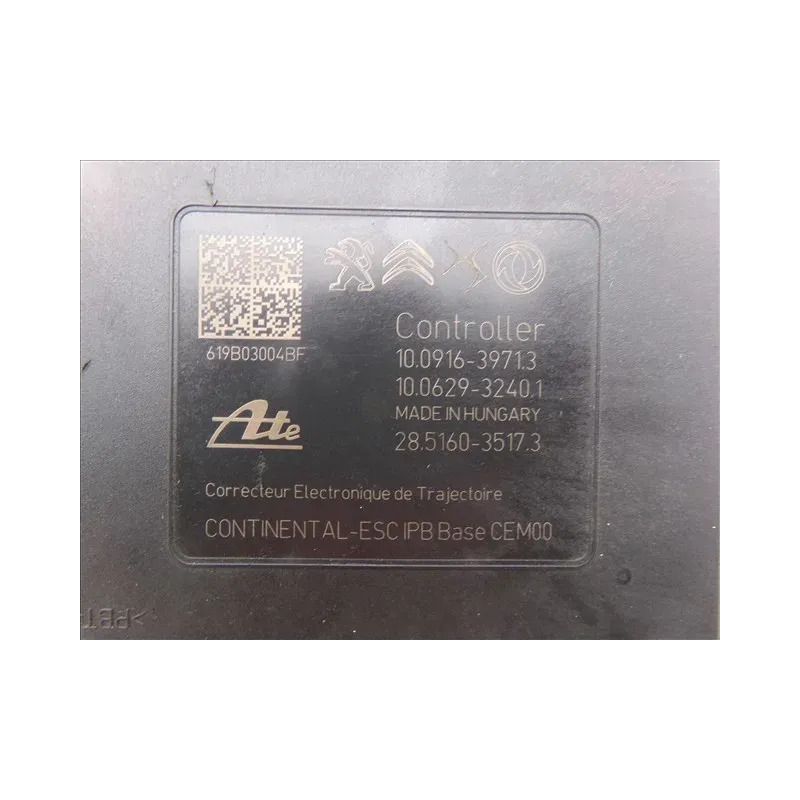 Controller
619B03004BF
10.0916-3971.3
10.0629-3240.1
MADE IN HUNGARY
Ate
28.5160-3517.3
Correcteur Electronique de Trajectoire
CONTINENTAL-ESC IPB Base CEM00
>PET